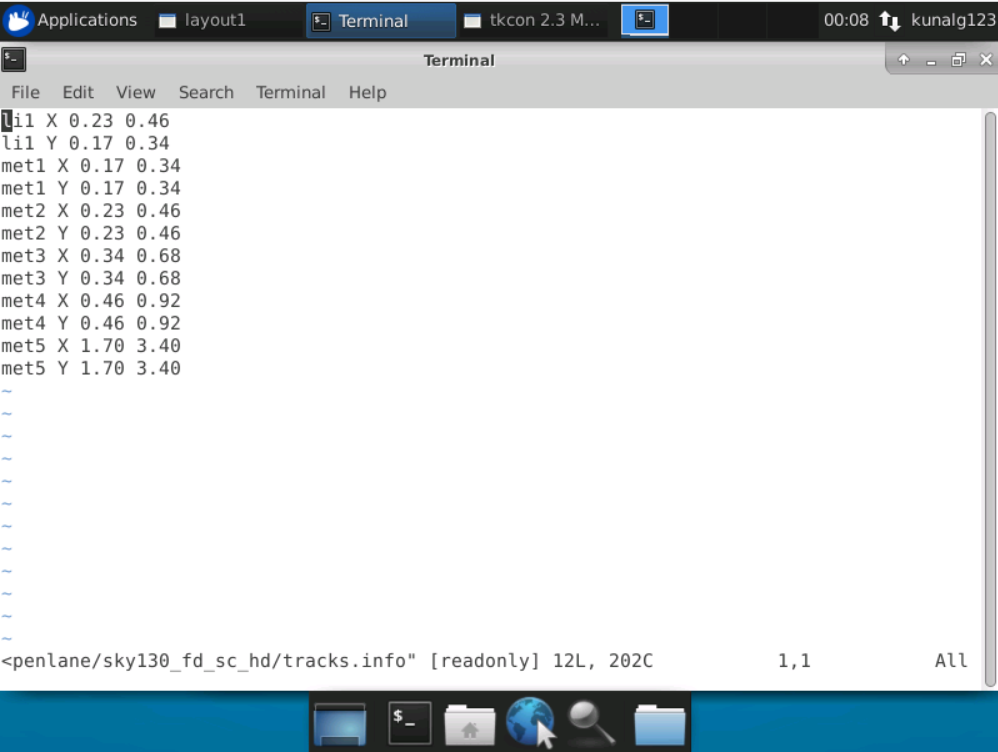 Applications layout1 Terminal tkcon 2.3 M... 00:08 kunalg123
Terminal
File Edit View Search Terminal Help
li1 X 0.23 0.46
li1 Y 0.17 0.34
met1 X 0.17 0.34
met1 Y 0.17 0.34
met2 X 0.23 0.46
met2 Y 0.23 0.46
met3 X 0.34 0.68
met3 Y 0.34 0.68
met4 X 0.46 0.92
met4 Y 0.46 0.92
met5 X 1.70 3.40
met5 Y 1.70 3.40
~
~
~
~
~
~
~
~
~
~
~
~
<penlane/sky130_fd_sc_hd/tracks.info" [readonly] 12L, 202C 1,1 All
$_